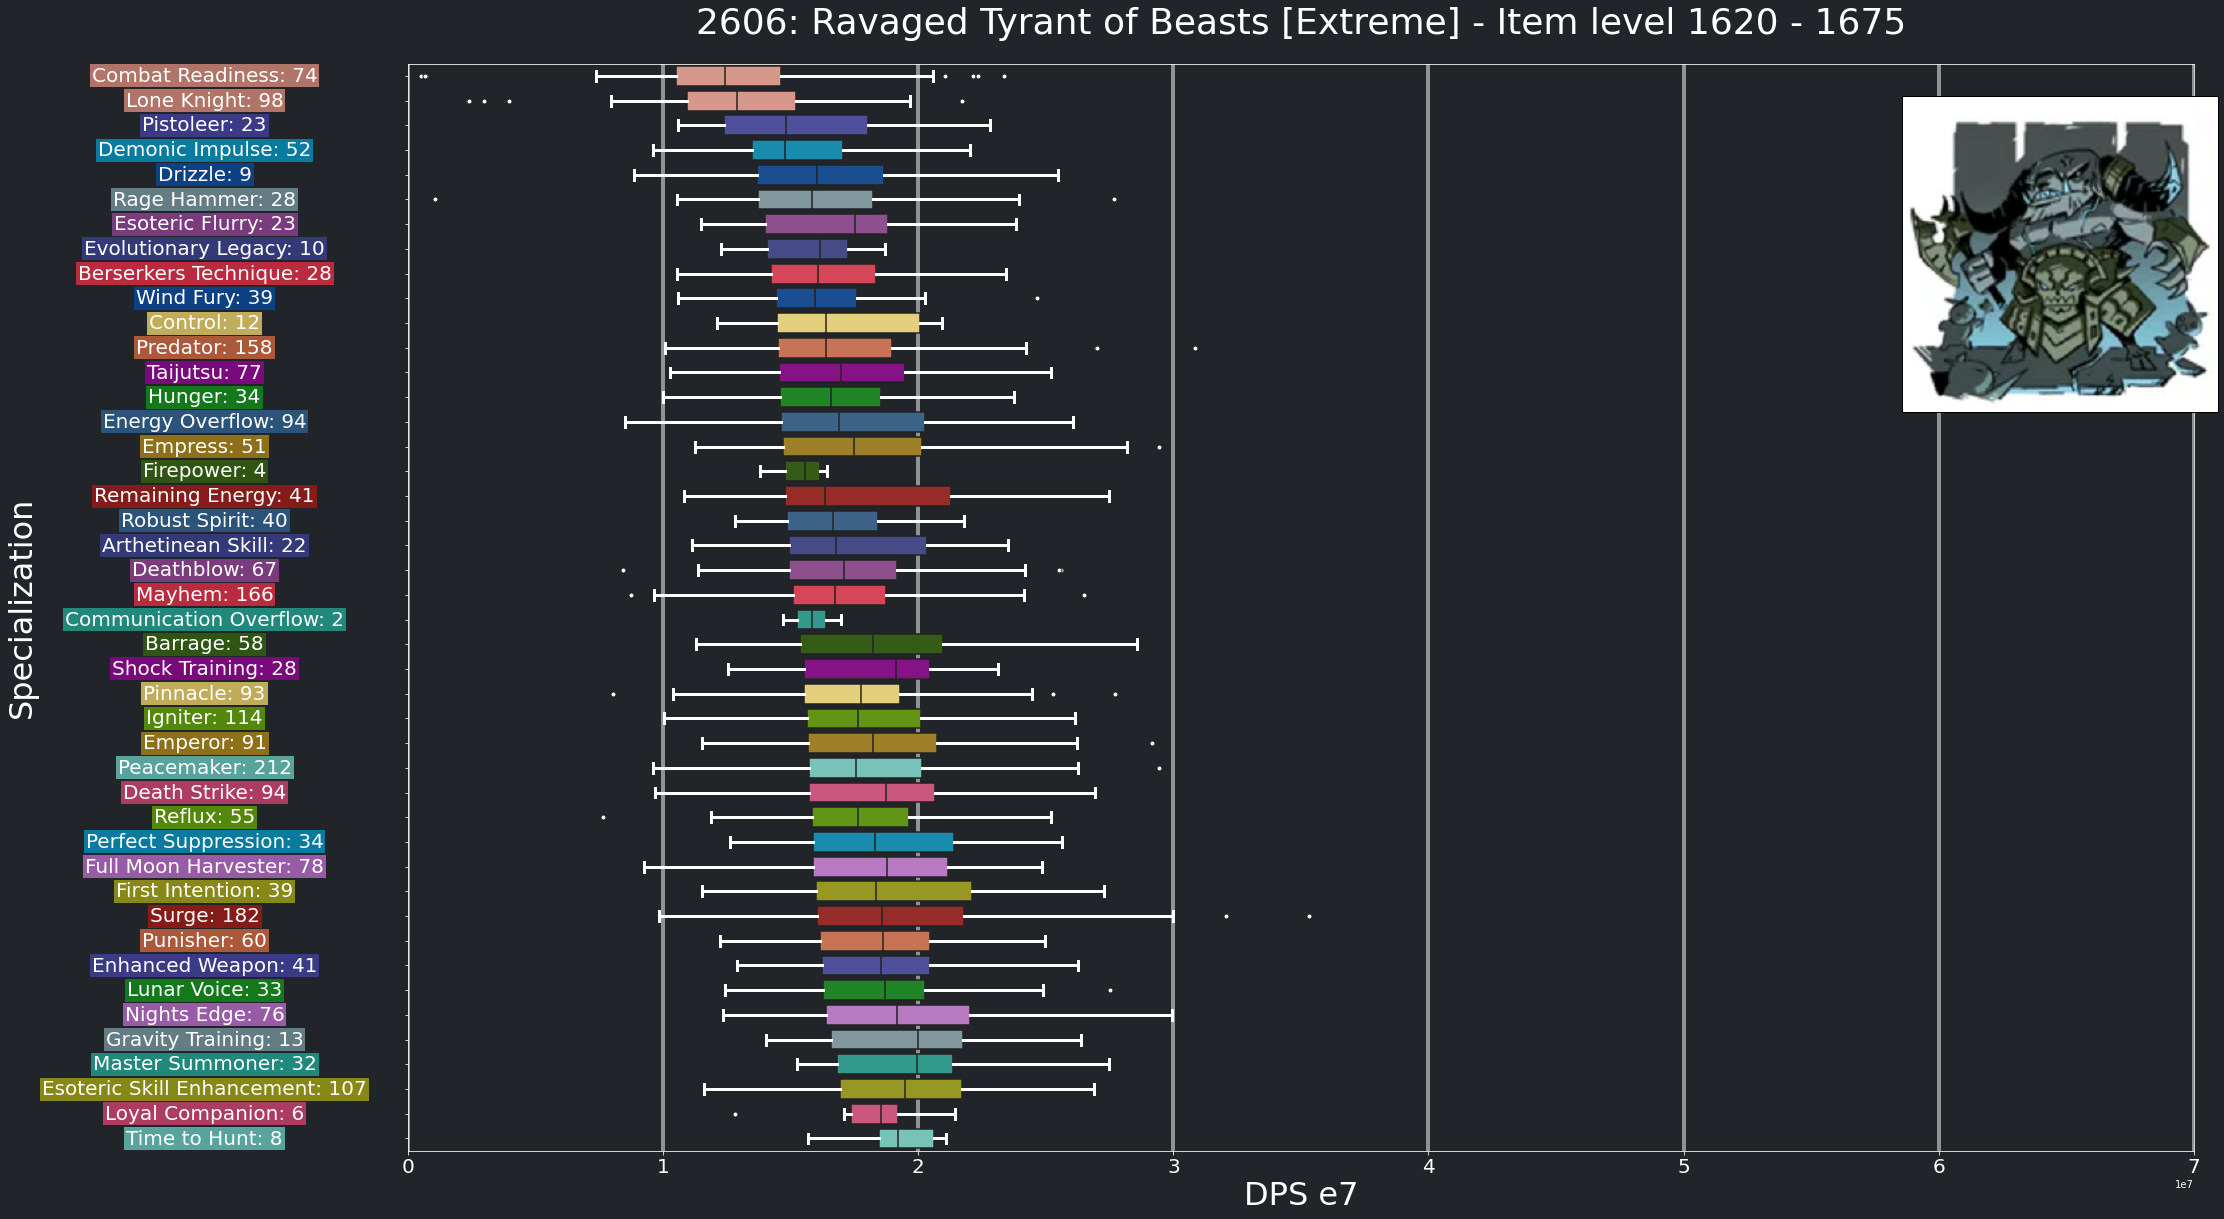 2606: Ravaged Tyrant of Beasts [Extreme] - Item level 1620 - 1675
Specialization
Combat Readiness: 74
Lone Knight: 98
Pistoleer: 23
Demonic Impulse: 52
Drizzle: 9
Rage Hammer: 28
Esoteric Flurry: 23
Evolutionary Legacy: 10
Berserkers Technique: 28
Wind Fury: 39
Control: 12
Predator: 158
Taijutsu: 77
Hunger: 34
Energy Overflow: 94
Empress: 51
Firepower: 4
Remaining Energy: 41
Robust Spirit: 40
Arthetinean Skill: 22
Deathblow: 67
Mayhem: 166
Communication Overflow: 2
Barrage: 58
Shock Training: 28
Pinnacle: 93
Igniter: 114
Emperor: 91
Peacemaker: 212
Death Strike: 94
Reflux: 55
Perfect Suppression: 34
Full Moon Harvester: 78
First Intention: 39
Surge: 182
Punisher: 60
Enhanced Weapon: 41
Lunar Voice: 33
Nights Edge: 76
Gravity Training: 13
Master Summoner: 32
Esoteric Skill Enhancement: 107
Loyal Companion: 6
Time to Hunt: 8
0 1 2 3 4 5 6 7
1e7
DPS e7